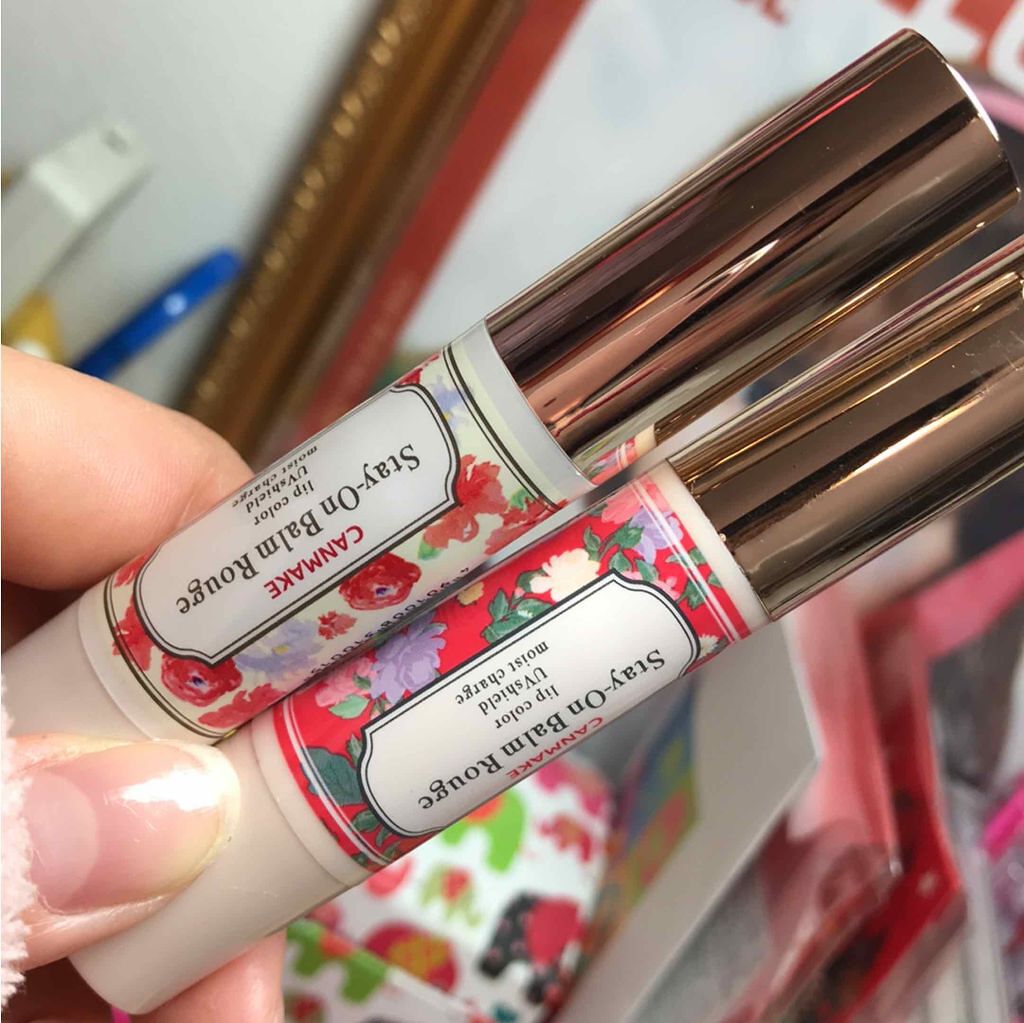 CANMAKE
Stay-On Balm Rouge
lip color
UVshield
moist charge
CANMAKE
Stay-On Balm Rouge
lip color
UVshield
moist charge